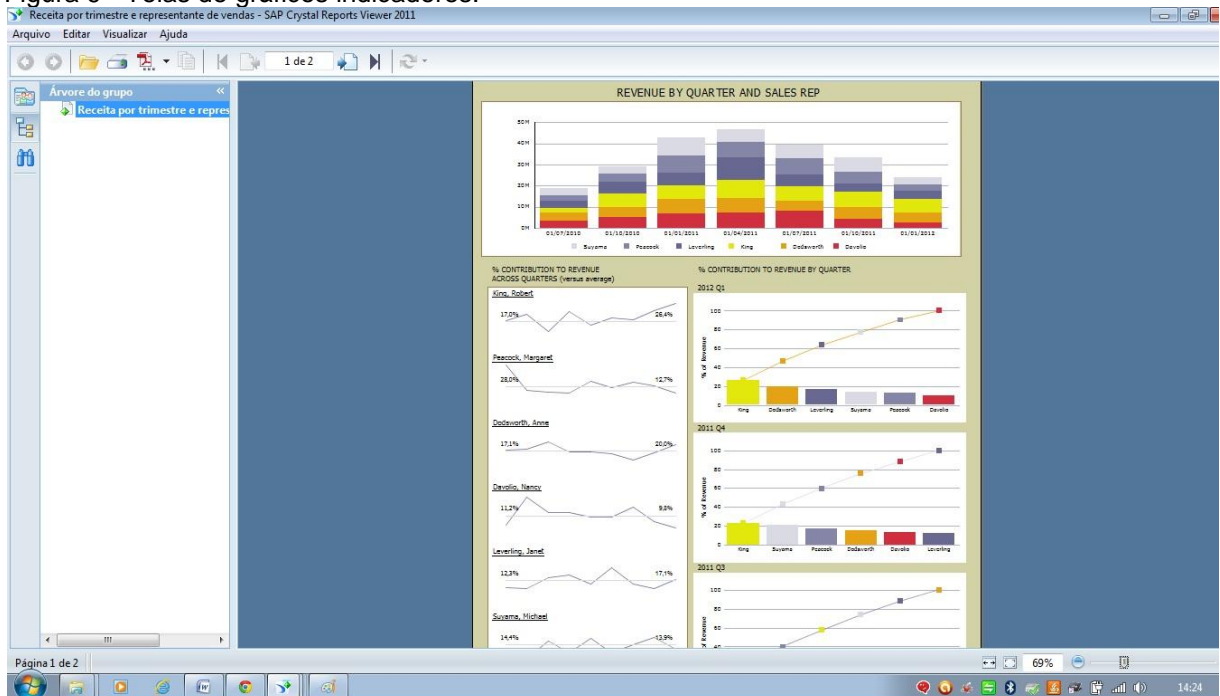 Figura 6 - Telas de gráficos indicadores.
Receita por trimestre e representante de vendas - SAP Crystal Reports Viewer 2011
Arquivo Editar Visualizar Ajuda
1 de 2
Árvore do grupo
Receita por trimestre e repres
REVENUE BY QUARTER AND SALES REP
50M
40M
30M
20M
10M
0M
01/07/2010 01/10/2010 01/01/2011 01/04/2011 01/07/2011 01/10/2011 01/01/2012
Suyama Peacock Leverling King Dodsworth Davolio
% CONTRIBUTION TO REVENUE
ACROSS QUARTERS (versus average)
King, Robert
17,0% 26,4%
Peacock, Margaret
28,0% 12,7%
Dodsworth, Anne
17,1% 20,0%
Davolio, Nancy
11,2% 9,8%
Leverling, Janet
12,3% 17,1%
Suyama, Michael
14,4% 13,9%
% CONTRIBUTION TO REVENUE BY QUARTER
2012 Q1
% of Revenue
100
80
60
40
20
0
King Dodsworth Leverling Suyama Peacock Davolio
2011 Q4
% of Revenue
100
80
60
40
20
0
King Suyama Peacock Dodsworth Davolio Leverling
2011 Q3
100
80
60
40
Página 1 de 2
69%
14:24